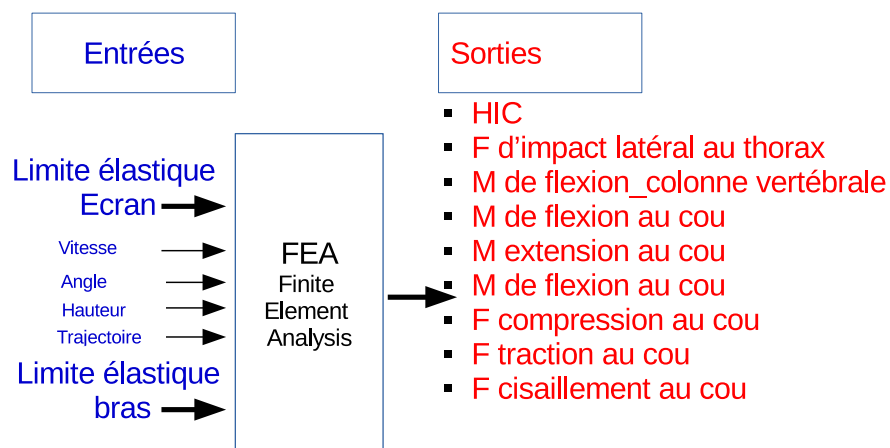 Entrées
Limite élastique
Ecran
Vitesse
Angle
Hauteur
Trajectoire
Limite élastique
bras
FEA
Finite
Element
Analysis
Sorties
HIC
F d’impact latéral au thorax
M de flexion_colonne vertébrale
M de flexion au cou
M extension au cou
M de flexion au cou
F compression au cou
F traction au cou
F cisaillement au cou